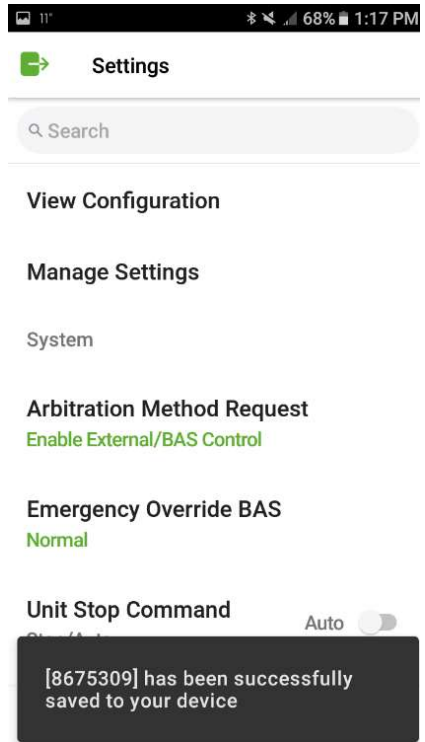 11° 68% 1:17 PM
Settings
Search
View Configuration
Manage Settings
System
Arbitration Method Request
Enable External/BAS Control
Emergency Override BAS
Normal
Unit Stop Command
Auto
[8675309] has been successfully
saved to your device